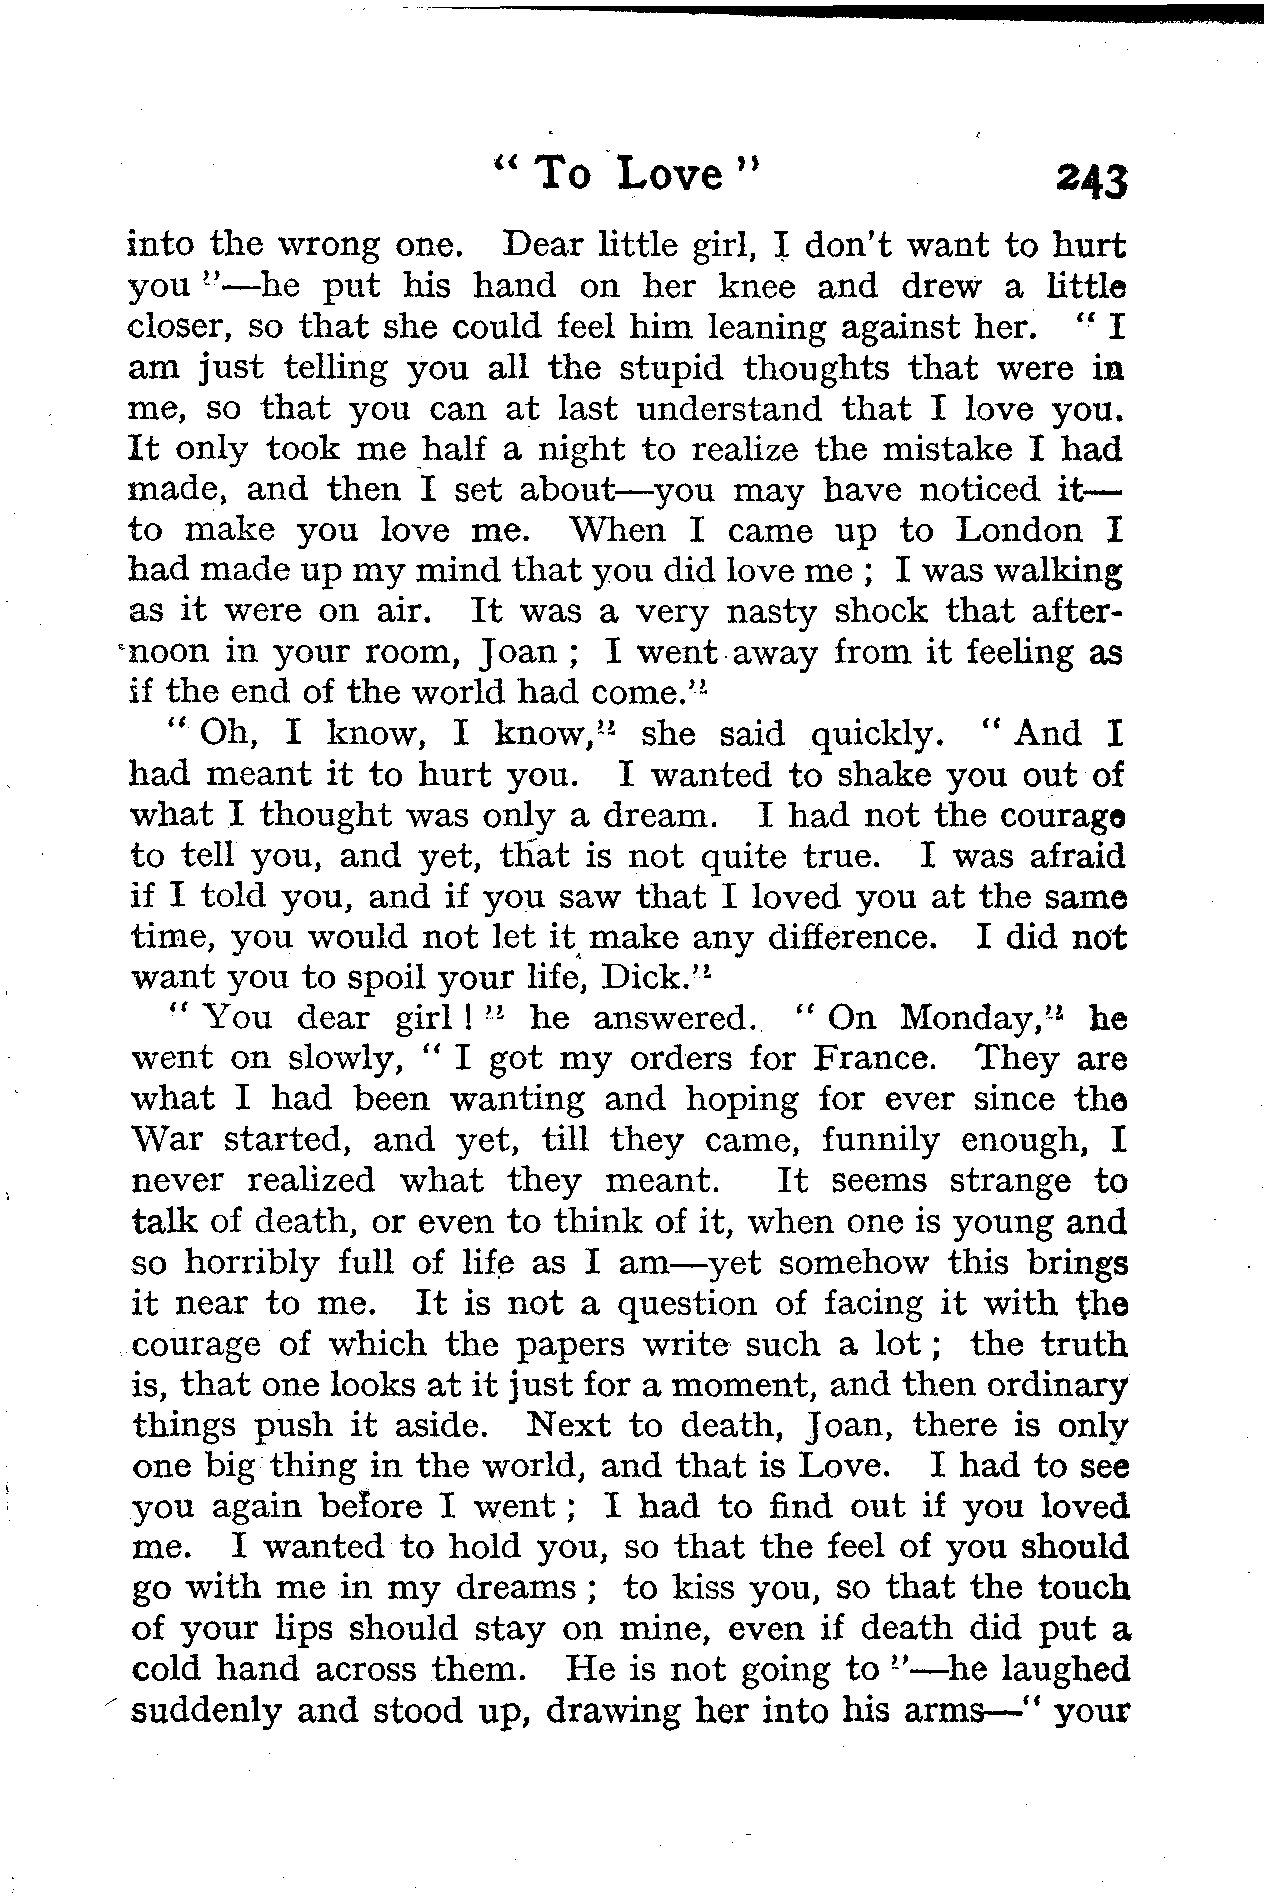 “ To Love ” 243
into the wrong one. Dear little girl, I don't want to hurt
you ”—he put his hand on her knee and drew a little
closer, so that she could feel him leaning against her. “ I
am just telling you all the stupid thoughts that were in
me, so that you can at last understand that I love you.
It only took me half a night to realize the mistake I had
made, and then I set about—you may have noticed it—
to make you love me. When I came up to London I
had made up my mind that you did love me ; I was walking
as it were on air. It was a very nasty shock that after-
noon in your room, Joan ; I went away from it feeling as
if the end of the world had come.”
“ Oh, I know, I know,” she said quickly. “ And I
had meant it to hurt you. I wanted to shake you out of
what I thought was only a dream. I had not the courage
to tell you, and yet, that is not quite true. I was afraid
if I told you, and if you saw that I loved you at the same
time, you would not let it make any difference. I did not
want you to spoil your life, Dick.”
“ You dear girl ! ” he answered. “ On Monday,” he
went on slowly, “ I got my orders for France. They are
what I had been wanting and hoping for ever since the
War started, and yet, till they came, funnily enough, I
never realized what they meant. It seems strange to
talk of death, or even to think of it, when one is young and
so horribly full of life as I am—yet somehow this brings
it near to me. It is not a question of facing it with the
courage of which the papers write such a lot ; the truth
is, that one looks at it just for a moment, and then ordinary
things push it aside. Next to death, Joan, there is only
one big thing in the world, and that is Love. I had to see
you again before I went ; I had to find out if you loved
me. I wanted to hold you, so that the feel of you should
go with me in my dreams ; to kiss you, so that the touch
of your lips should stay on mine, even if death did put a
cold hand across them. He is not going to ”—he laughed
suddenly and stood up, drawing her into his arms—“ your